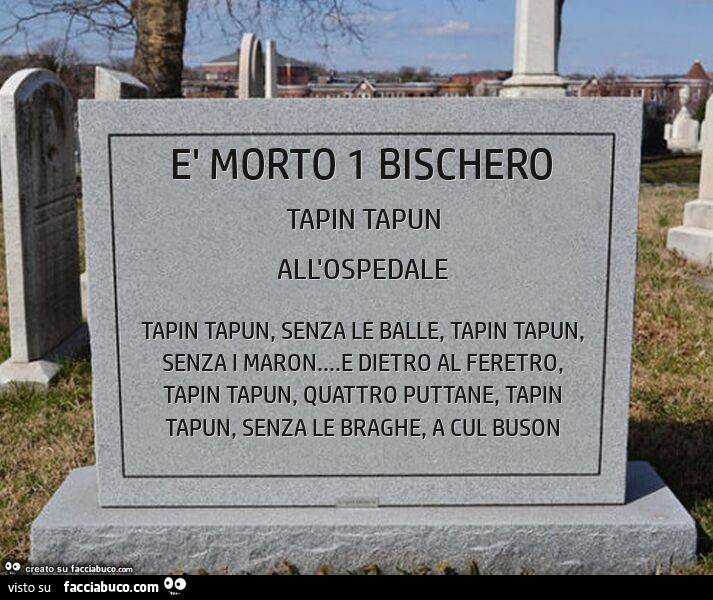 E' MORTO 1 BISCHERO
TAPIN TAPUN
ALL'OSPEDALE
TAPIN TAPUN, SENZA LE BALLE, TAPIN TAPUN,
SENZA I MARON....E DIETRO AL FERETRO,
TAPIN TAPUN, QUATTRO PUTTANE, TAPIN
TAPUN, SENZA LE BRAGHE, A CUL BUSON
creato su facciabuco.com
visto su facciabuco.com